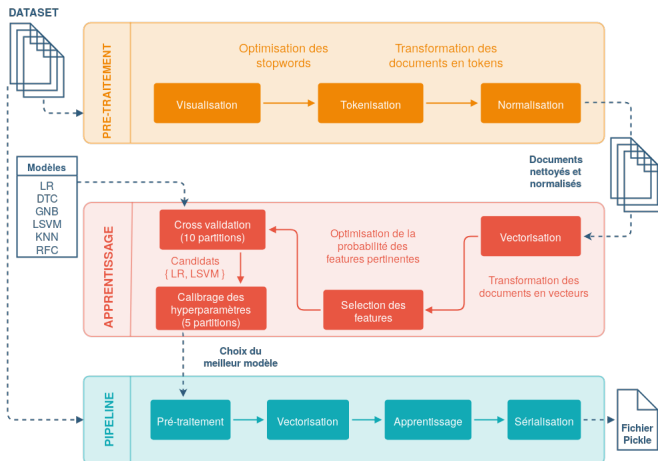 DATASET
PRE-TRAITEMENT
Optimisation des
stopwords
Transformation des
documents en tokens
Visualisation
Tokenisation
Normalisation
Documents
nettoyés et
normalisés
Modèles
LR
DTC
GNB
LSVM
KNN
RFC
APPRENTISSAGE
Cross validation
(10 partitions)
Optimisation de la
probabilité des
features pertinentes
Vectorisation
Candidats
{ LR, LSVM }
Transformation des
documents en vecteurs
Calibrage des
hyperparamètres
(5 partitions)
Selection des
features
Choix du
meilleur modèle
PIPELINE
Pré-traitement
Vectorisation
Apprentissage
Sérialisation
Fichier
Pickle